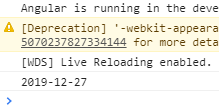 Angular is running in the deve
[Deprecation] '-webkit-appeara
5070237827334144 for more deta
[WDS] Live Reloading enabled.
2019-12-27